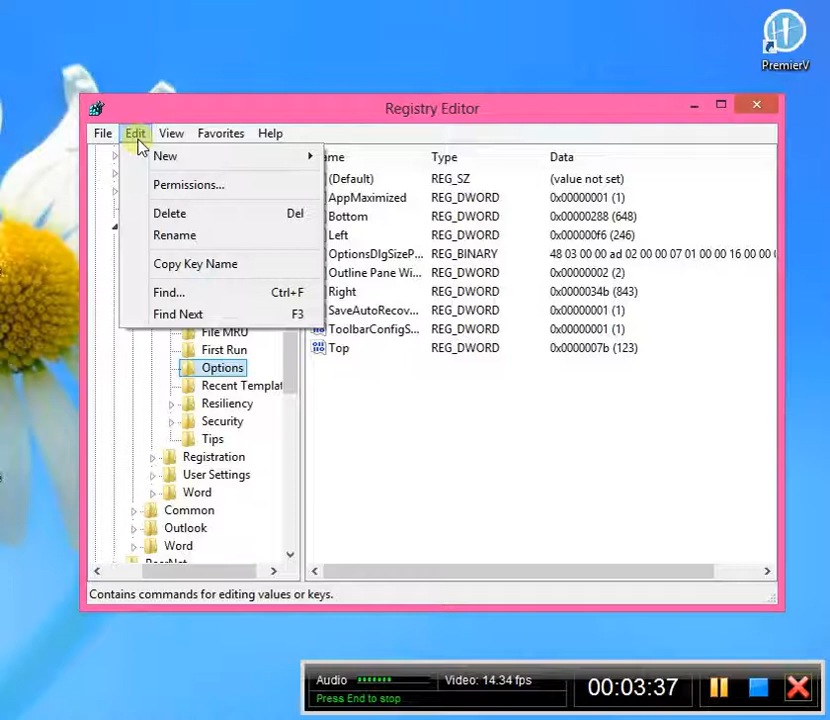 PremierV
Registry Editor
File Edit View Favorites Help
New
Permissions...
Delete Del
Rename
Copy Key Name
Find... Ctrl+F
Find Next F3
File MRU
First Run
Options
Recent Templat
Resiliency
Security
Tips
Registration
User Settings
Word
Common
Outlook
Word
ame Type Data
(Default) REG_SZ (value not set)
AppMaximized REG_DWORD 0x00000001 (1)
Bottom REG_DWORD 0x00000288 (648)
Left REG_DWORD 0x000000f6 (246)
OptionsDlgSizeP... REG_BINARY 48 03 00 00 ad 02 00 00 07 01 00 00 16 00 00 0
Outline Pane Wi... REG_DWORD 0x00000002 (2)
Right REG_DWORD 0x0000034b (843)
SaveAutoRecov... REG_DWORD 0x00000001 (1)
ToolbarConfigS... REG_DWORD 0x00000001 (1)
Top REG_DWORD 0x0000007b (123)
Contains commands for editing values or keys.
Audio Video: 14.34 fps
Press End to stop
00:03:37